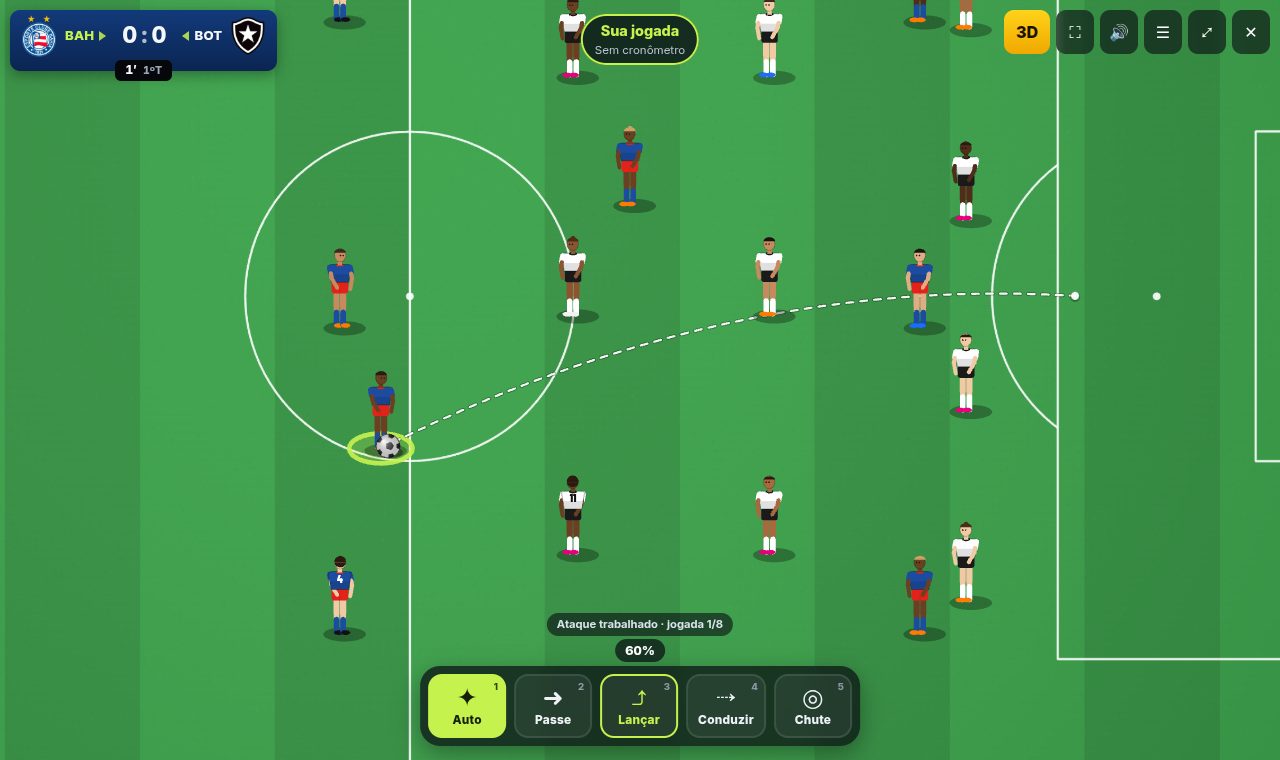 BAH
0:0
BOT
1' 1ºT
Sua jogada
Sem cronômetro
3D
11
4
Ataque trabalhado · jogada 1/8
60%
1
Auto
2
Passe
3
Lançar
4
Conduzir
5
Chute